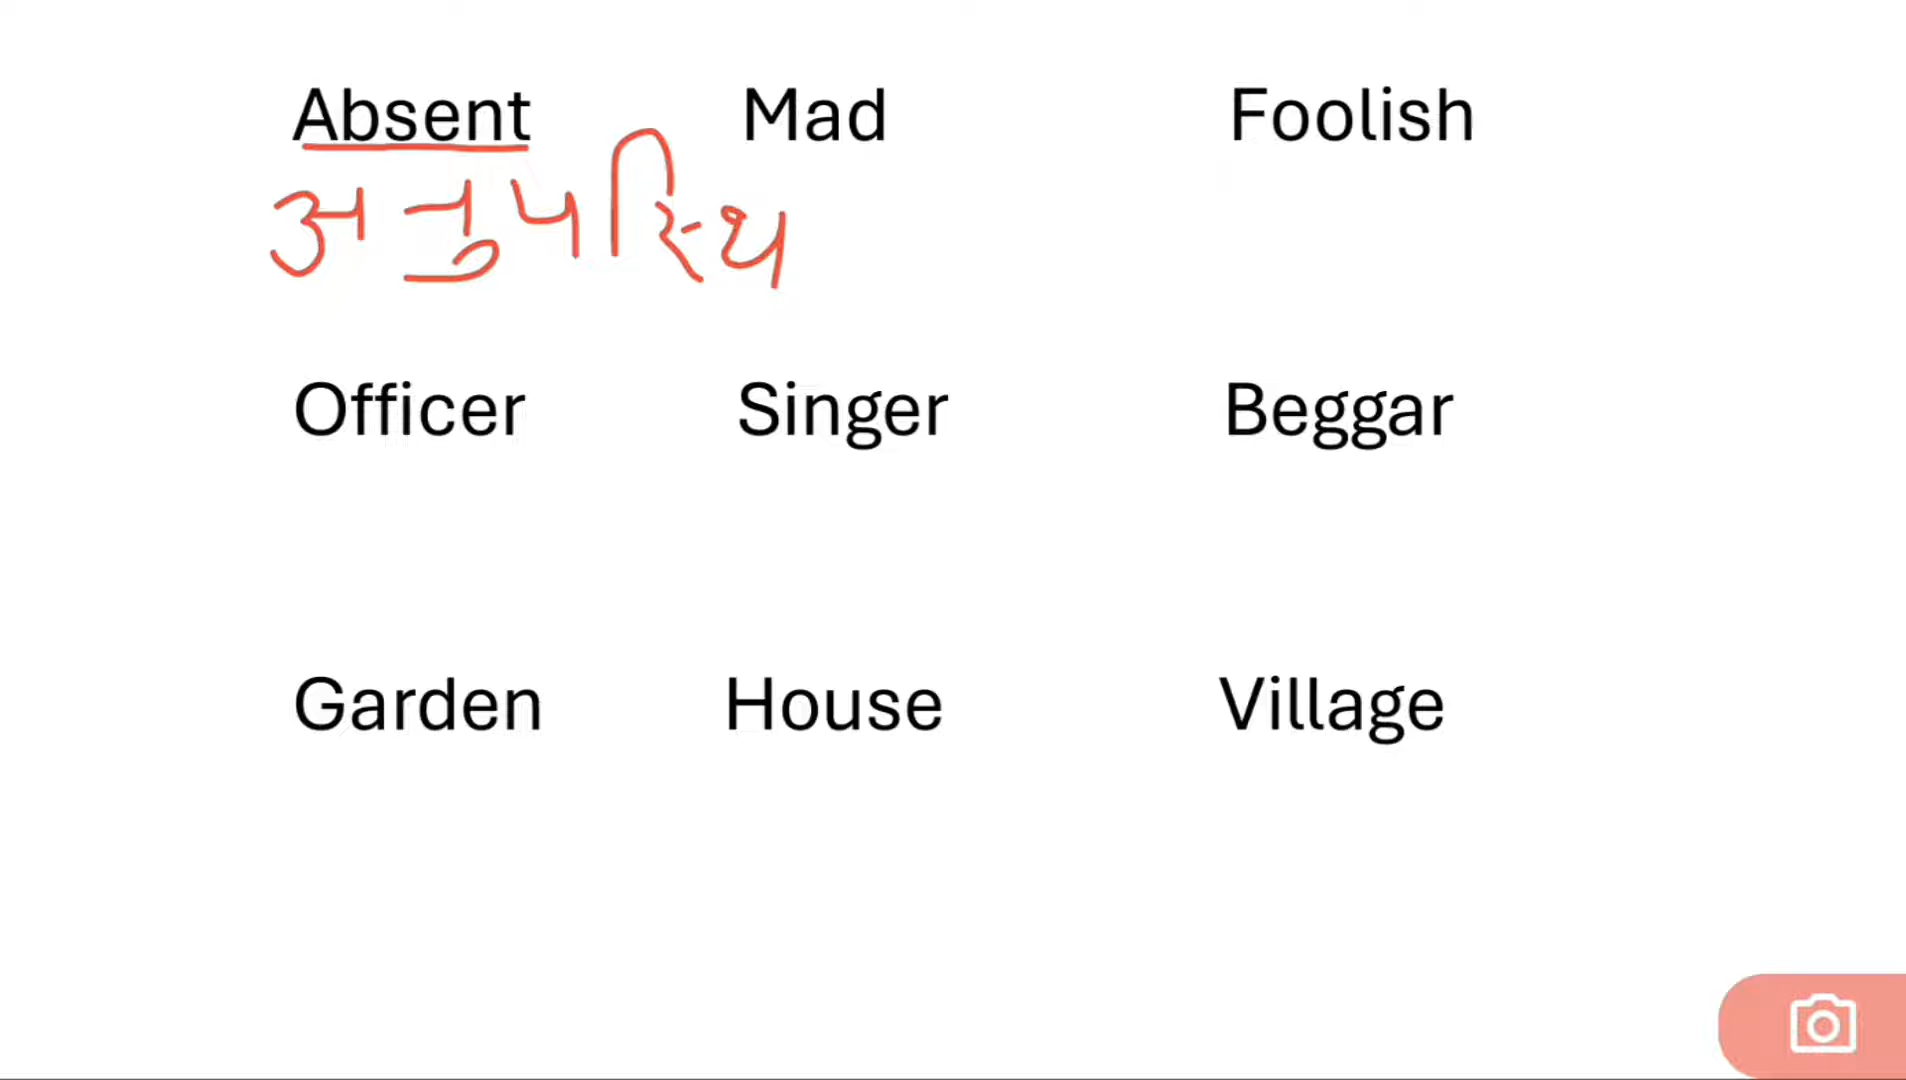 Absent Mad Foolish
अनुपस्थि
Officer Singer Beggar
Garden House Village